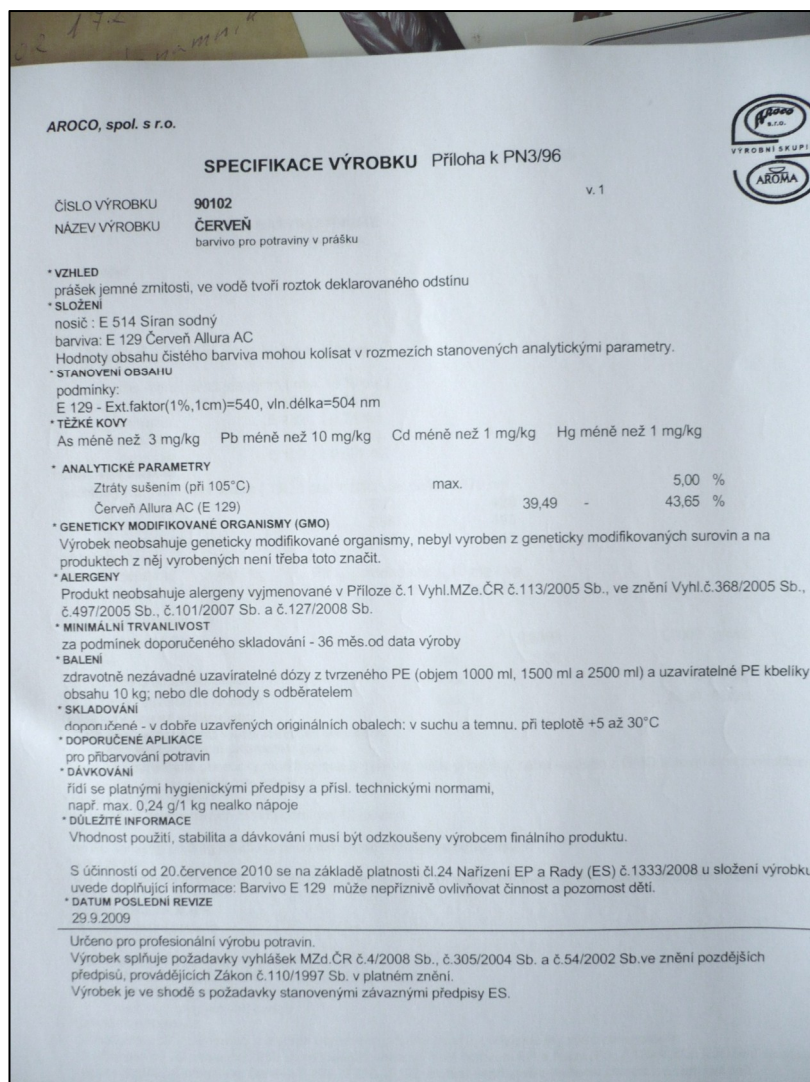 02 17.2
AROCO, spol. s r.o.
Aroco
s.r.o.
VÝROBNÍ SKUPI
AROMA
SPECIFIKACE VÝROBKU Příloha k PN3/96
v. 1
ČÍSLO VÝROBKU 90102
NÁZEV VÝROBKU ČERVEŇ
barvivo pro potraviny v prášku
* VZHLED
prášek jemné zrnitosti, ve vodě tvoří roztok deklarovaného odstínu
* SLOŽENÍ
nosič : E 514 Síran sodný
barviva: E 129 Červeň Allura AC
Hodnoty obsahu čistého barviva mohou kolísat v rozmezích stanovených analytickými parametry.
* STANOVENÍ OBSAHU
podmínky:
E 129 - Ext.faktor(1%,1cm)=540, vln.délka=504 nm
* TĚŽKÉ KOVY
As méně než 3 mg/kg Pb méně než 10 mg/kg Cd méně než 1 mg/kg Hg méně než 1 mg/kg
* ANALYTICKÉ PARAMETRY
Ztráty sušením (při 105°C) max. 5,00 %
Červeň Allura AC (E 129) 39,49 - 43,65 %
* GENETICKY MODIFIKOVANÉ ORGANISMY (GMO)
Výrobek neobsahuje geneticky modifikované organismy, nebyl vyroben z geneticky modifikovaných surovin a na
produktech z něj vyrobených není třeba toto značit.
* ALERGENY
Produkt neobsahuje alergeny vyjmenované v Příloze č.1 Vyhl.MZe.ČR č.113/2005 Sb., ve znění Vyhl.č.368/2005 Sb.,
č.497/2005 Sb., č.101/2007 Sb. a č.127/2008 Sb.
* MINIMÁLNÍ TRVANLIVOST
za podmínek doporučeného skladování - 36 měs.od data výroby
* BALENÍ
zdravotně nezávadné uzavíratelné dózy z tvrzeného PE (objem 1000 ml, 1500 ml a 2500 ml) a uzavíratelné PE kbelíky
obsahu 10 kg; nebo dle dohody s odběratelem
* SKLADOVÁNÍ
doporučené - v dobře uzavřených originálních obalech; v suchu a temnu, při teplotě +5 až 30°C
* DOPORUČENÉ APLIKACE
pro přibarvování potravin
* DÁVKOVÁNÍ
řídí se platnými hygienickými předpisy a přísl. technickými normami,
např. max. 0,24 g/1 kg nealko nápoje
* DŮLEŽITÉ INFORMACE
Vhodnost použití, stabilita a dávkování musí být odzkoušeny výrobcem finálního produktu.
S účinností od 20.července 2010 se na základě platnosti čl.24 Nařízení EP a Rady (ES) č.1333/2008 u složení výrobku
uvede doplňující informace: Barvivo E 129 může nepříznivě ovlivňovat činnost a pozornost dětí.
* DATUM POSLEDNÍ REVIZE
29.9.2009
Určeno pro profesionální výrobu potravin.
Výrobek splňuje požadavky vyhlášek MZd.ČR č.4/2008 Sb., č.305/2004 Sb. a č.54/2002 Sb.ve znění pozdějších
předpisů, provádějících Zákon č.110/1997 Sb. v platném znění.
Výrobek je ve shodě s požadavky stanovenými závaznými předpisy ES.